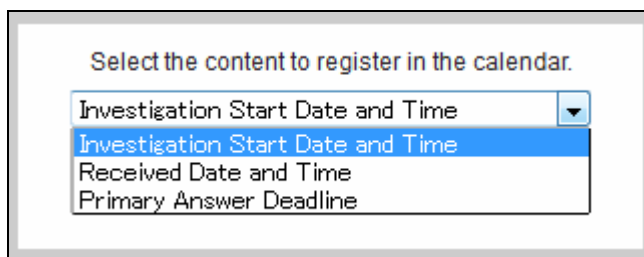 Select the content to register in the calendar.
Investigation Start Date and Time
Investigation Start Date and Time
Received Date and Time
Primary Answer Deadline